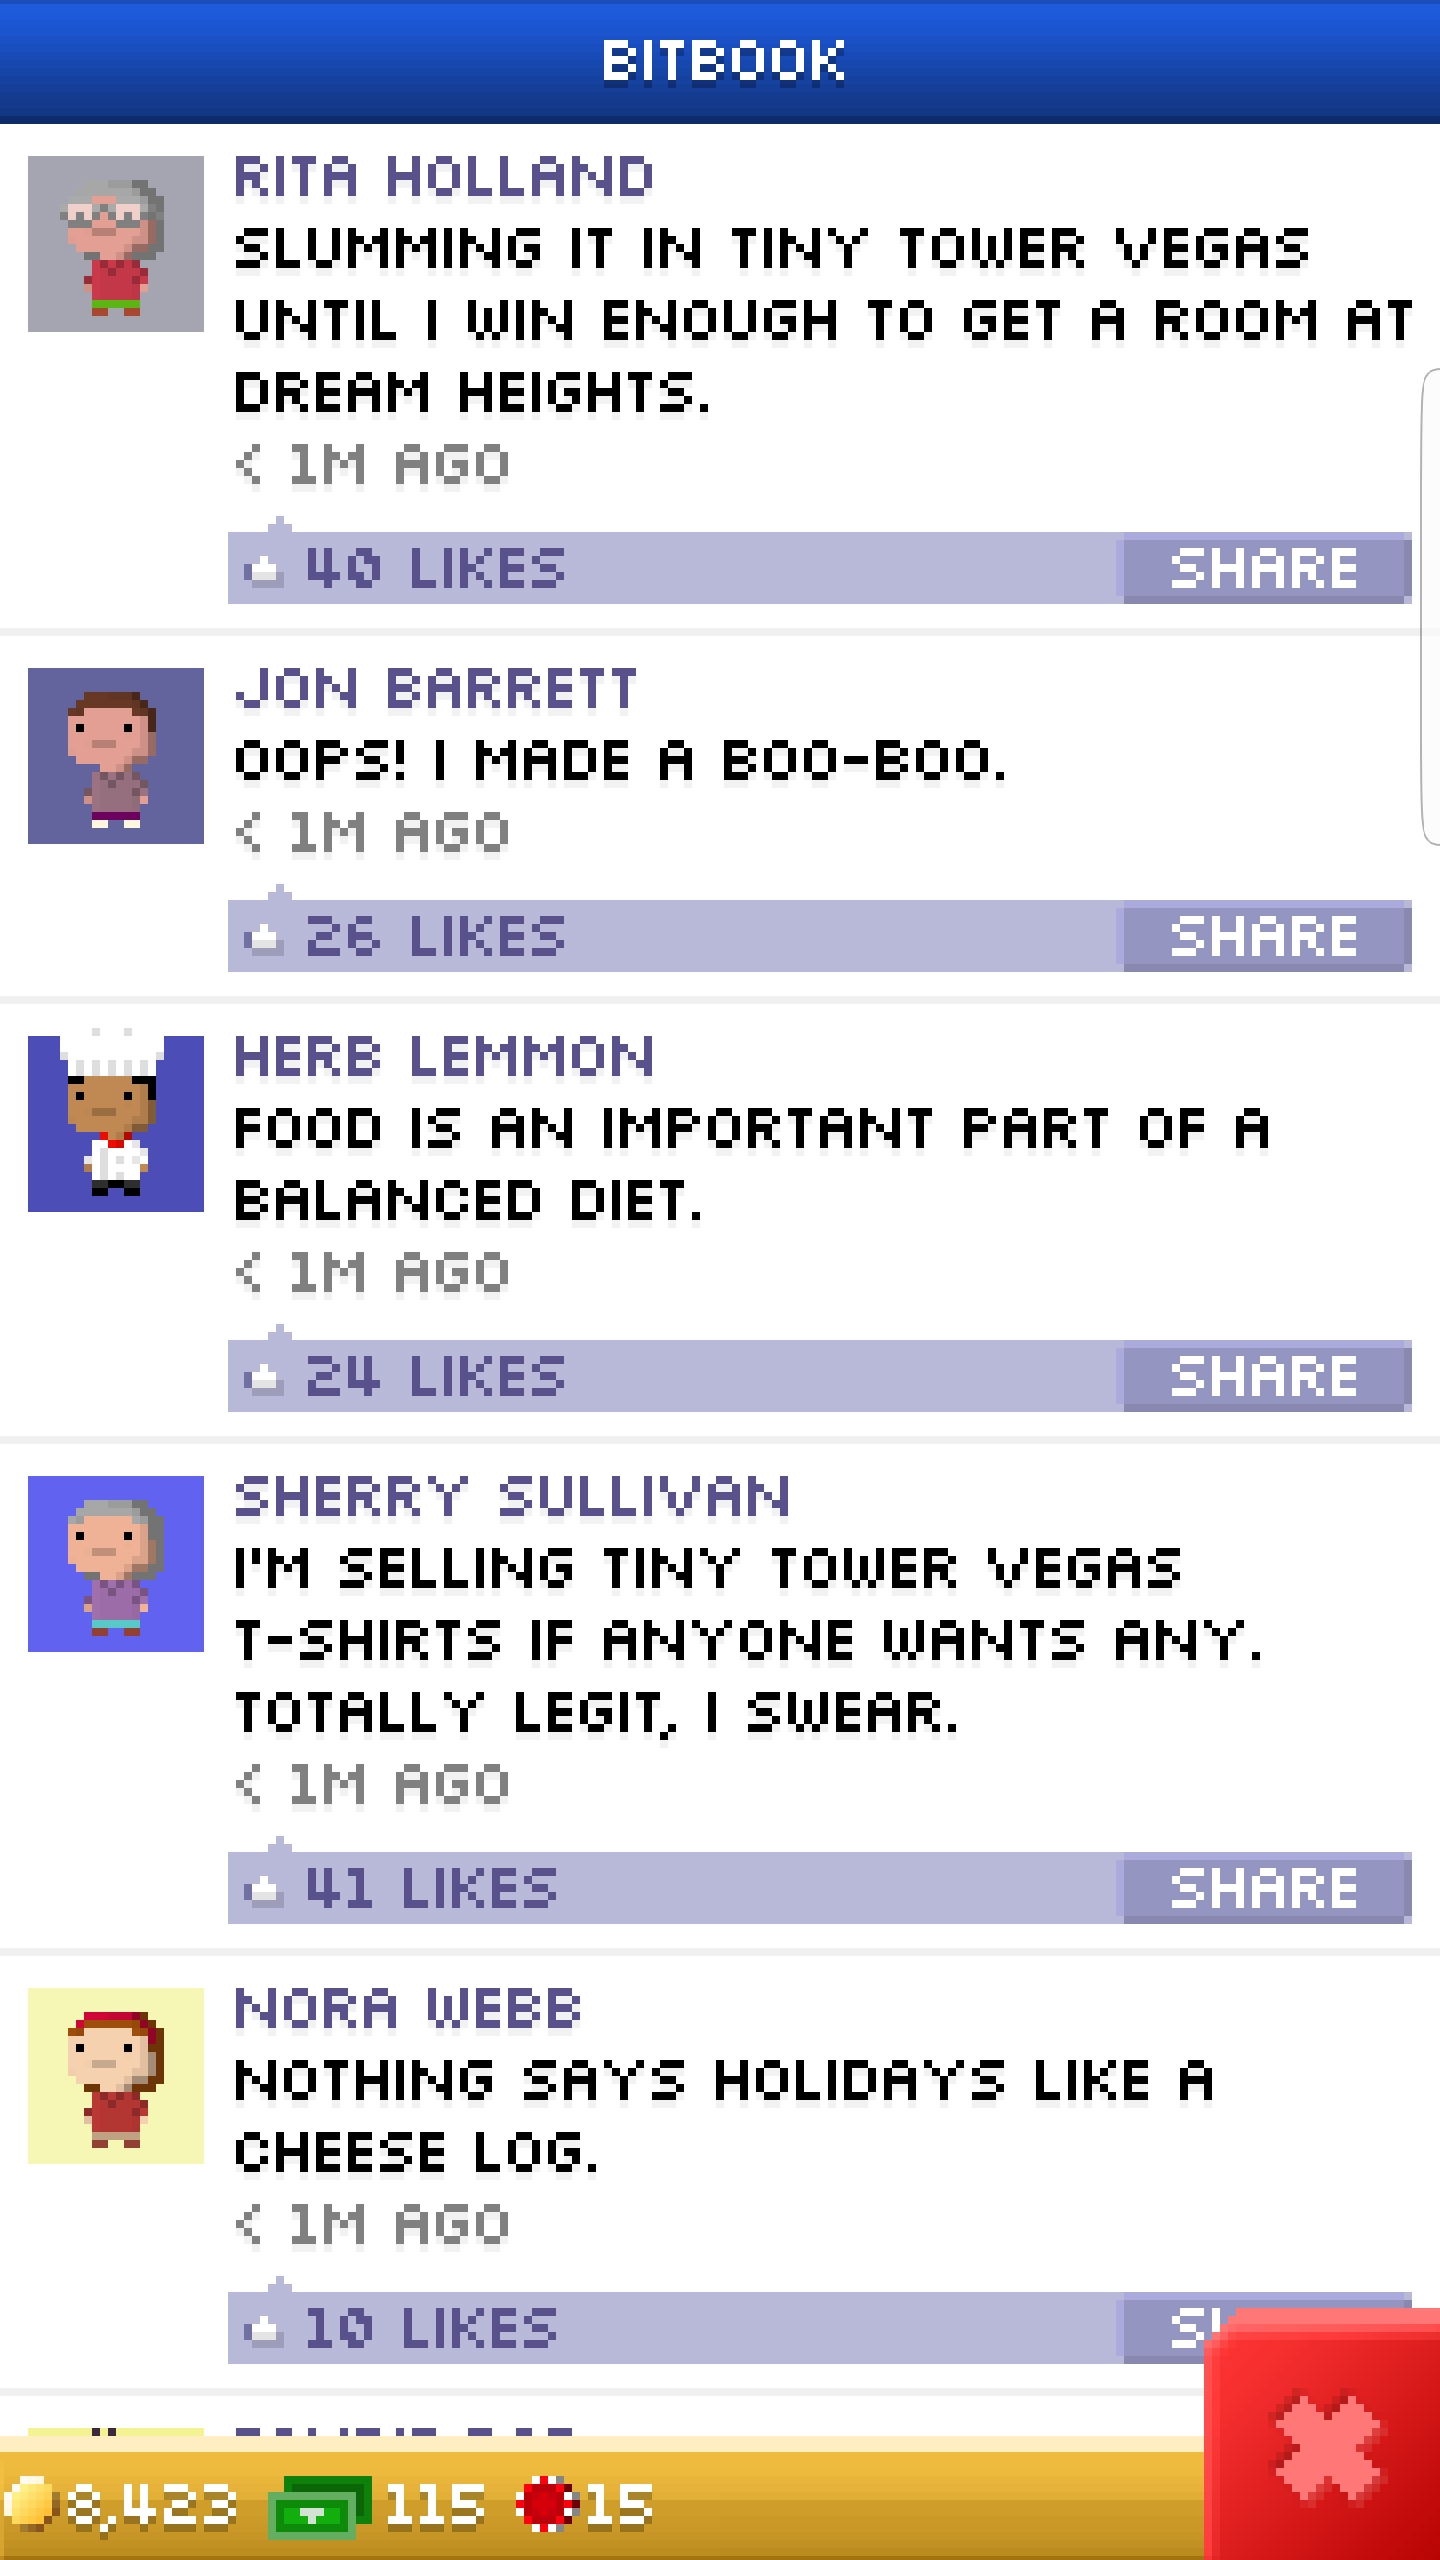 BITBOOK
RITA HOLLAND
SLUMMING IT IN TINY TOWER VEGAS
UNTIL I WIN ENOUGH TO GET A ROOM AT
DREAM HEIGHTS.
< 1M AGO
40 LIKES
SHARE
JON BARRETT
OOPS! I MADE A BOO-BOO.
< 1M AGO
26 LIKES
SHARE
HERB LEMMON
FOOD IS AN IMPORTANT PART OF A
BALANCED DIET.
< 1M AGO
24 LIKES
SHARE
SHERRY SULLIVAN
I'M SELLING TINY TOWER VEGAS
T-SHIRTS IF ANYONE WANTS ANY.
TOTALLY LEGIT, I SWEAR.
< 1M AGO
41 LIKES
SHARE
NORA WEBB
NOTHING SAYS HOLIDAYS LIKE A
CHEESE LOG.
< 1M AGO
10 LIKES
8,423 115 15